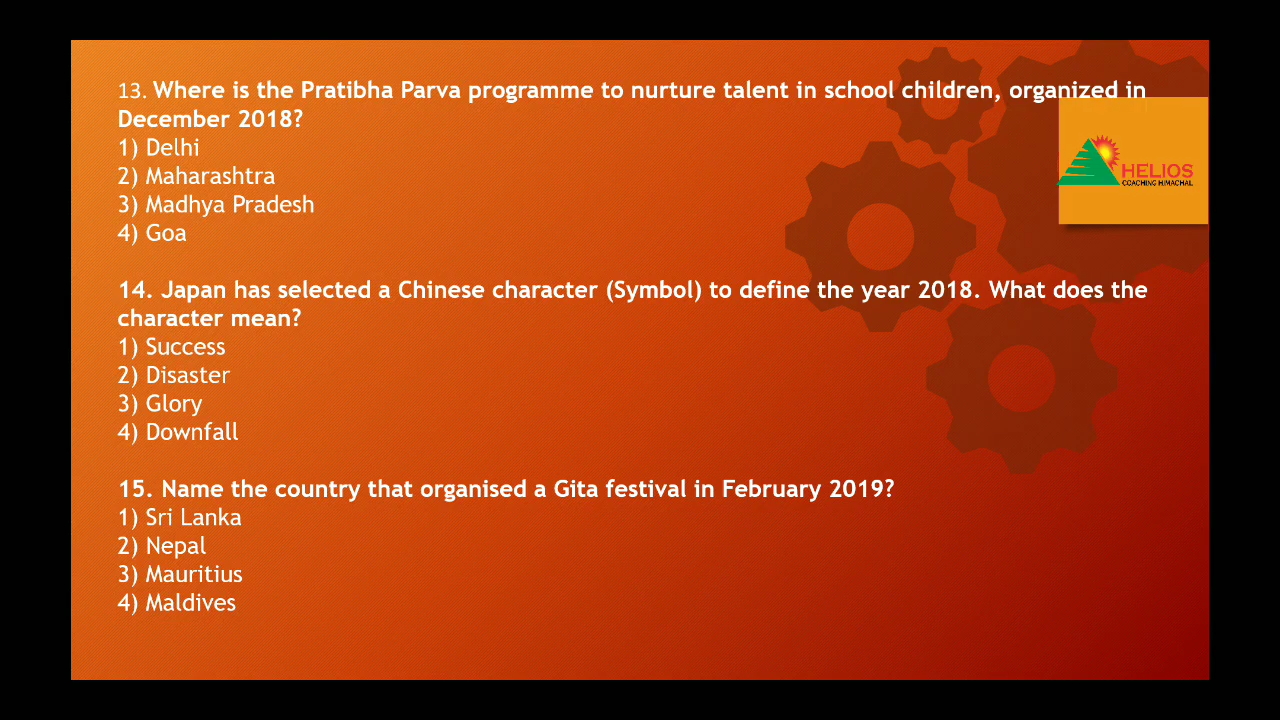 13. Where is the Pratibha Parva programme to nurture talent in school children, organized in
December 2018?
1) Delhi
2) Maharashtra
3) Madhya Pradesh
4) Goa
HELIOS
COACHING HIMACHAL
14. Japan has selected a Chinese character (Symbol) to define the year 2018. What does the
character mean?
1) Success
2) Disaster
3) Glory
4) Downfall
15. Name the country that organised a Gita festival in February 2019?
1) Sri Lanka
2) Nepal
3) Mauritius
4) Maldives